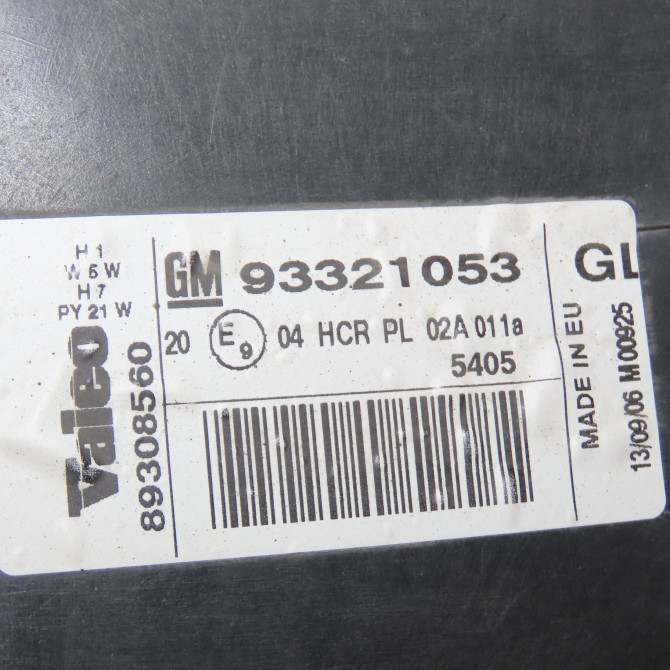 H 1
W 5 W
H 7
PY 21 W
Valeo
89308560
GM 93321053
20 E9 04 HCR PL 02A 011a
5405
GL
MADE IN EU
13/09/06 M 00925